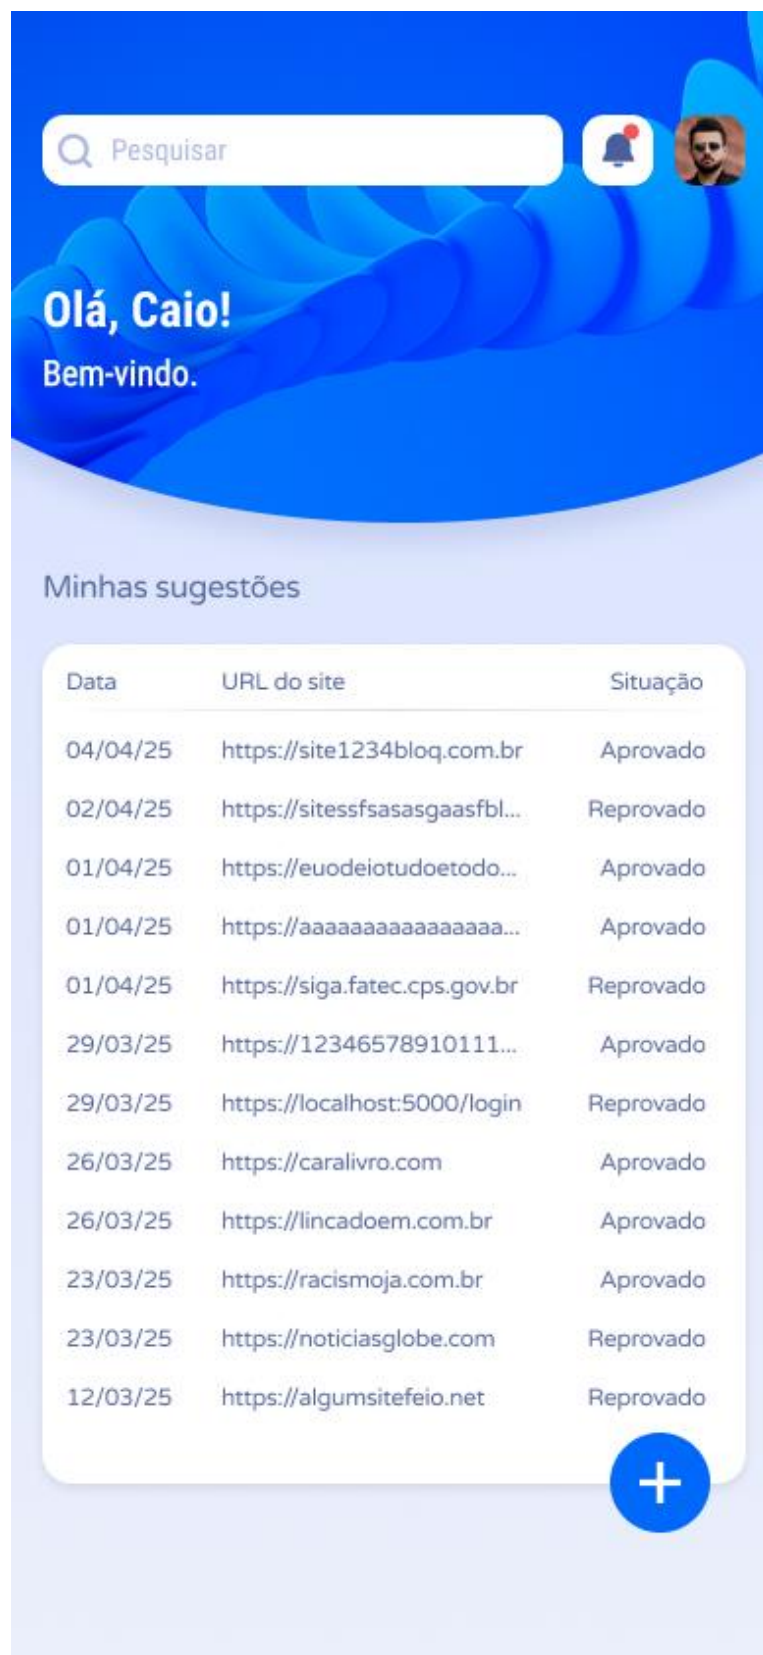 Pesquisar
Olá, Caio!
Bem-vindo.
Minhas sugestões
Data URL do site Situação
04/04/25 https://site1234bloq.com.br Aprovado
02/04/25 https://sitessfsasasgaasfbl... Reprovado
01/04/25 https://euodeiotudoetodo... Aprovado
01/04/25 https://aaaaaaaaaaaaaaaa... Aprovado
01/04/25 https://siga.fatec.cps.gov.br Reprovado
29/03/25 https://12346578910111... Aprovado
29/03/25 https://localhost:5000/login Reprovado
26/03/25 https://caralivro.com Aprovado
26/03/25 https://lincadoem.com.br Aprovado
23/03/25 https://racismoja.com.br Aprovado
23/03/25 https://noticiasglobe.com Reprovado
12/03/25 https://algumsitefeio.net Reprovado